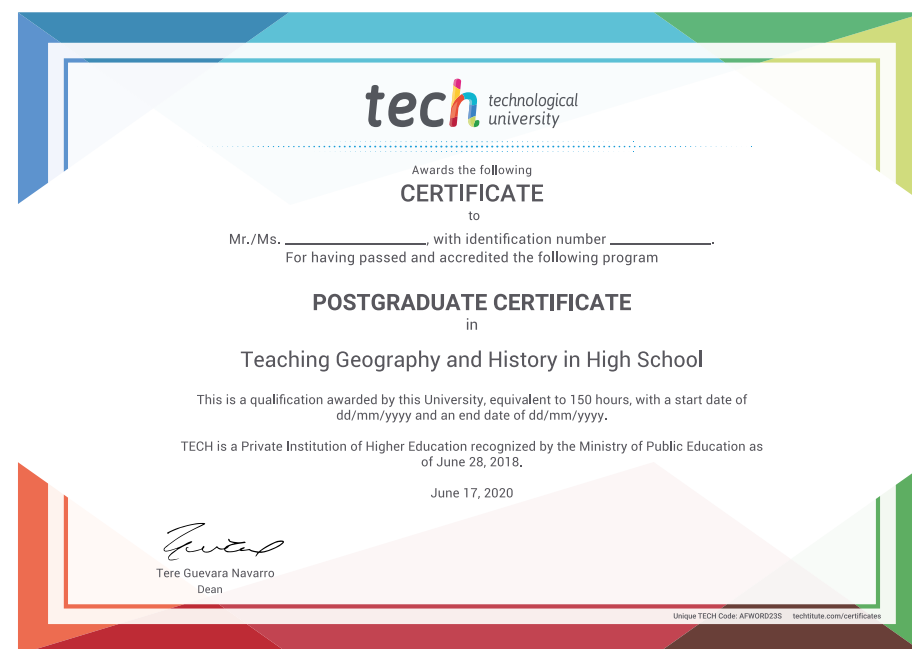 tech technological
university
Awards the following
CERTIFICATE
to
Mr./Ms. ____________________, with identification number ______________.
For having passed and accredited the following program
POSTGRADUATE CERTIFICATE
in
Teaching Geography and History in High School
This is a qualification awarded by this University, equivalent to 150 hours, with a start date of
dd/mm/yyyy and an end date of dd/mm/yyyy.
TECH is a Private Institution of Higher Education recognized by the Ministry of Public Education as
of June 28, 2018.
June 17, 2020
Tere Guevara Navarro
Dean
Unique TECH Code: AFWORD23S techtitute.com/certificates